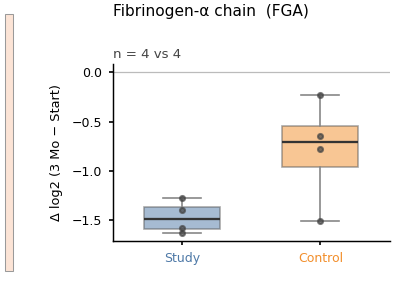 Fibrinogen-α chain  (FGA)
n = 4 vs 4
Δ log2 (3 Mo − Start)
0.0
−0.5
−1.0
−1.5
Study
Control